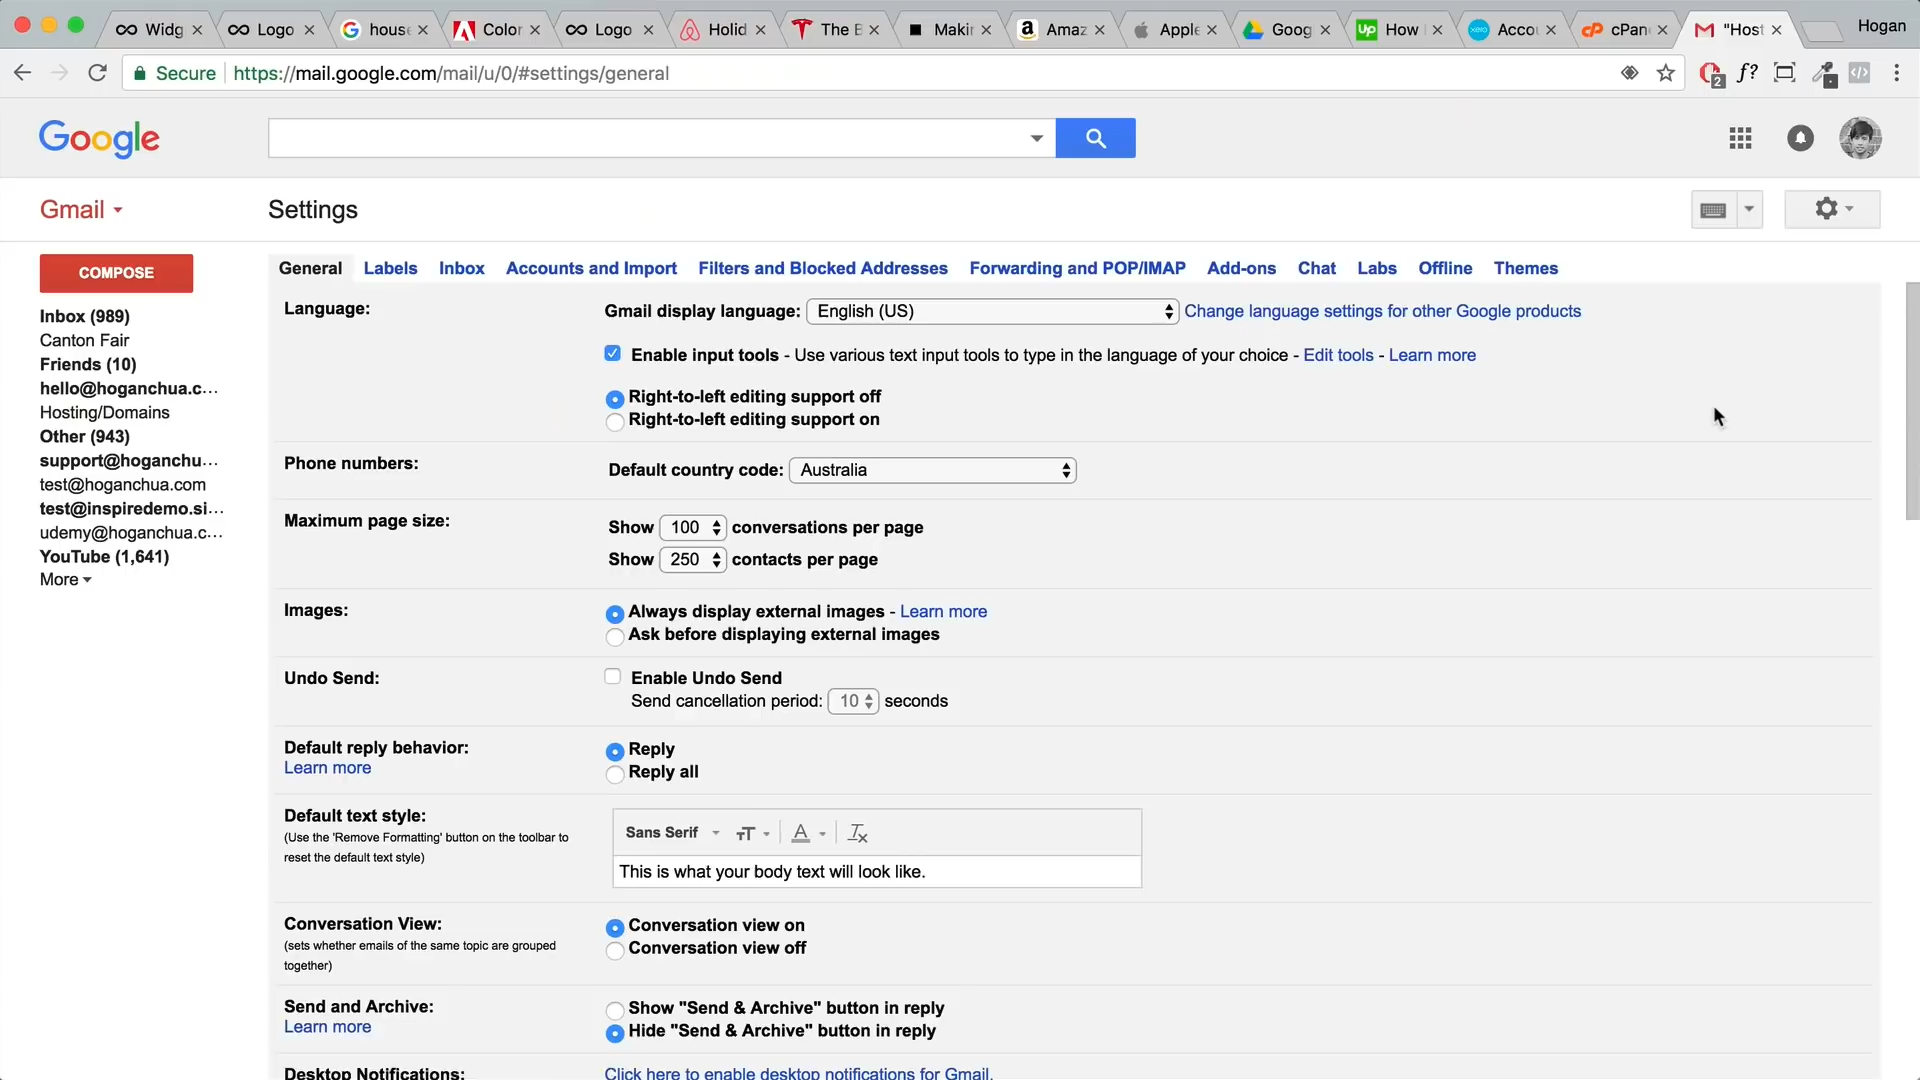 Widg
Logo
house
Color
Logo
Holid
The B
Makin
Amaz
Apple
Goog
How
Accou
cPan
"Host
Hogan
Secure
https://mail.google.com/mail/u/0/#settings/general
2
f?
Google
Gmail
Settings
COMPOSE
General Labels Inbox Accounts and Import Filters and Blocked Addresses Forwarding and POP/IMAP Add-ons Chat Labs Offline Themes
Inbox (989)
Canton Fair
Friends (10)
hello@hoganchua.c...
Hosting/Domains
Other (943)
support@hoganchu...
test@hoganchua.com
test@inspiredemo.si...
udemy@hoganchua.c...
YouTube (1,641)
More
Language:
Gmail display language: English (US) Change language settings for other Google products
Enable input tools - Use various text input tools to type in the language of your choice - Edit tools - Learn more
Right-to-left editing support off
Right-to-left editing support on
Phone numbers:
Default country code: Australia
Maximum page size:
Show 100 conversations per page
Show 250 contacts per page
Images:
Always display external images - Learn more
Ask before displaying external images
Undo Send:
Enable Undo Send
Send cancellation period: 10 seconds
Default reply behavior:
Learn more
Reply
Reply all
Default text style:
(Use the 'Remove Formatting' button on the toolbar to
reset the default text style)
Sans Serif
This is what your body text will look like.
Conversation View:
(sets whether emails of the same topic are grouped
together)
Conversation view on
Conversation view off
Send and Archive:
Learn more
Show "Send & Archive" button in reply
Hide "Send & Archive" button in reply
Desktop Notifications:
Click here to enable desktop notifications for Gmail.